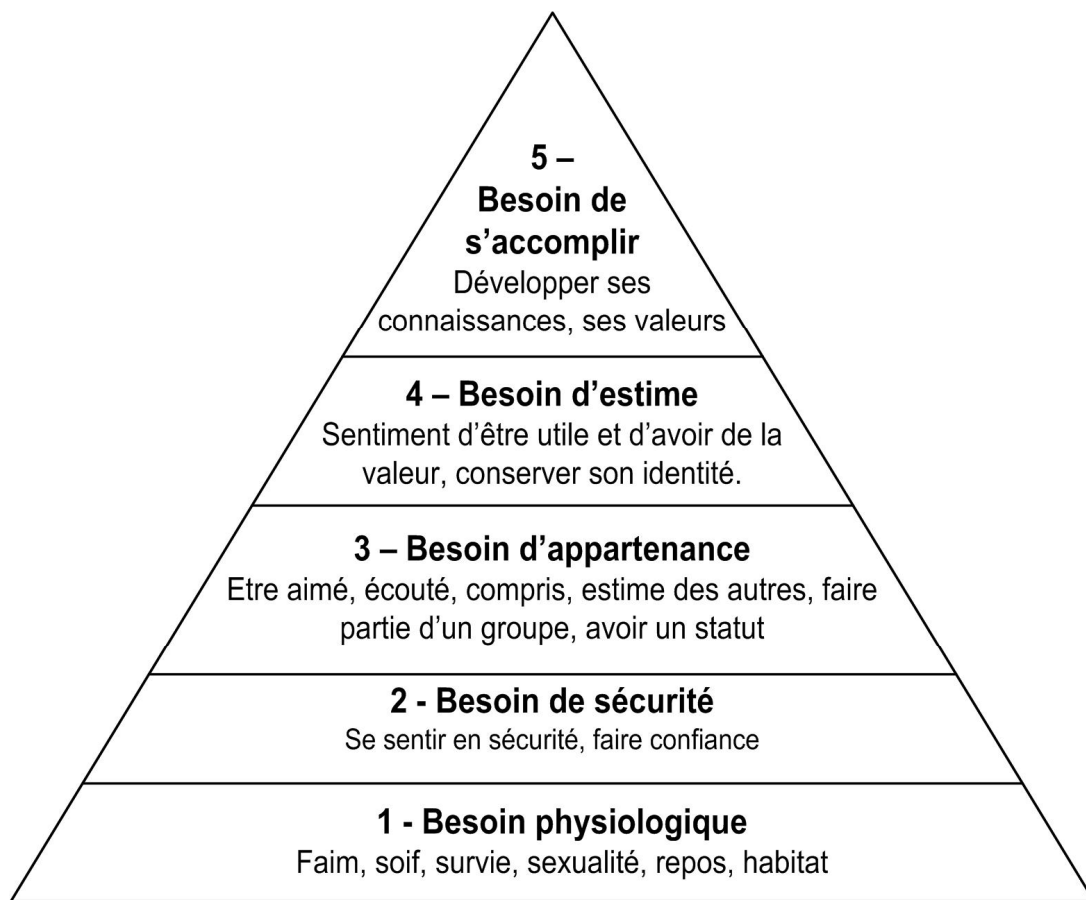 5 –
Besoin de
s’accomplir
Développer ses
connaissances, ses valeurs
4 – Besoin d’estime
Sentiment d’être utile et d’avoir de la
valeur, conserver son identité.
3 – Besoin d’appartenance
Etre aimé, écouté, compris, estime des autres, faire
partie d’un groupe, avoir un statut
2 - Besoin de sécurité
Se sentir en sécurité, faire confiance
1 - Besoin physiologique
Faim, soif, survie, sexualité, repos, habitat